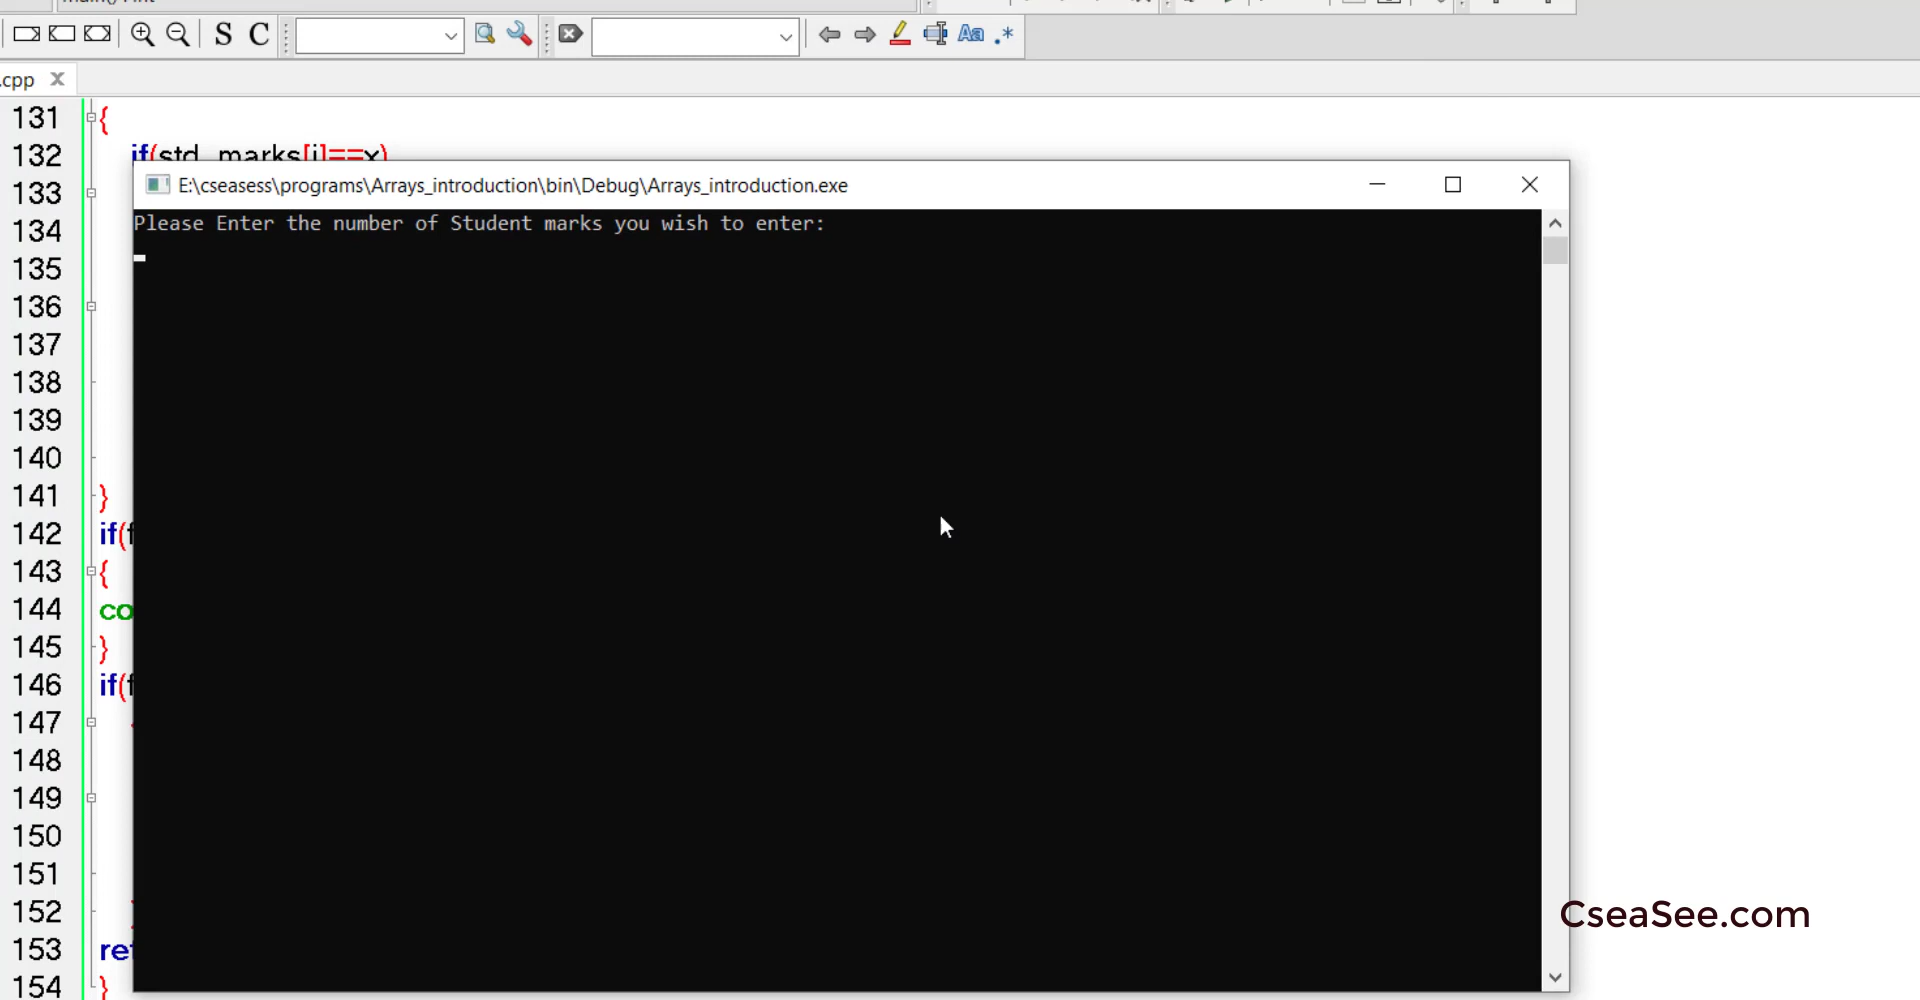 S C
Aa .*
.cpp
131 {
132 if(std_marks[i]==x)
E:\cseasess\programs\Arrays_introduction\bin\Debug\Arrays_introduction.exe
133
Please Enter the number of Student marks you wish to enter:
134
135
136
137
138
139
140
141 }
142 if(f
143 {
144 co
145 }
146 if(f
147
148
149
150
151
152
CseaSee.com
153 ret
154 }